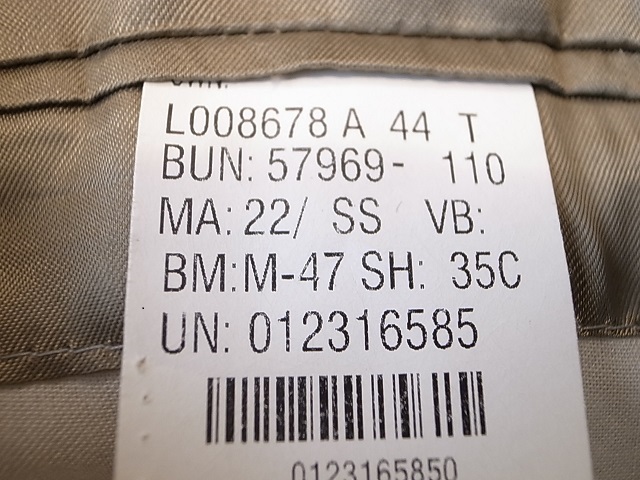 L008678 A 44 T
BUN: 57969- 110
MA: 22/ SS VB:
BM:M-47 SH: 35C
UN: 012316585
0123165850